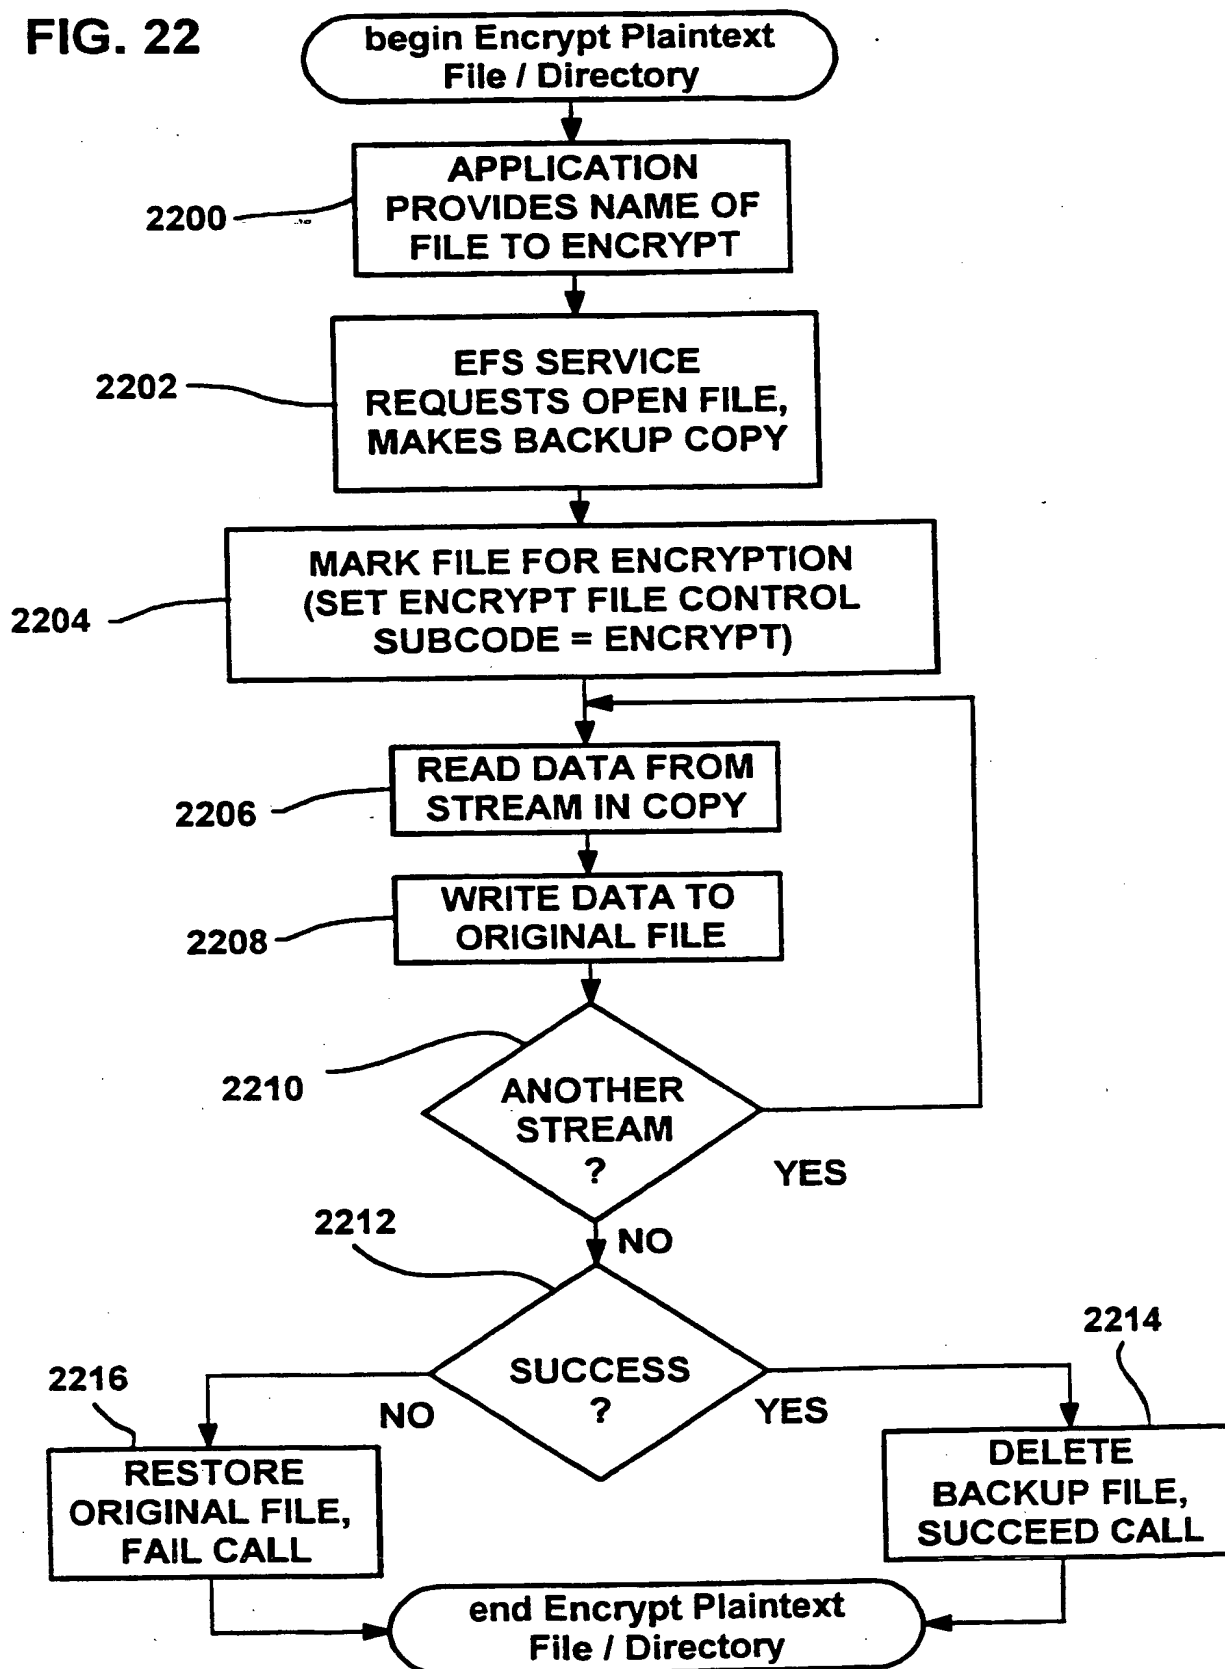 FIG. 22
begin Encrypt Plaintext
File / Directory
APPLICATION
PROVIDES NAME OF
FILE TO ENCRYPT
2200
EFS SERVICE
REQUESTS OPEN FILE,
MAKES BACKUP COPY
2202
MARK FILE FOR ENCRYPTION
(SET ENCRYPT FILE CONTROL
SUBCODE = ENCRYPT)
2204
READ DATA FROM
STREAM IN COPY
2206
WRITE DATA TO
ORIGINAL FILE
2208
2210
ANOTHER
STREAM
?
YES
NO
2212
SUCCESS
?
NO
YES
2216
RESTORE
ORIGINAL FILE,
FAIL CALL
2214
DELETE
BACKUP FILE,
SUCCEED CALL
end Encrypt Plaintext
File / Directory